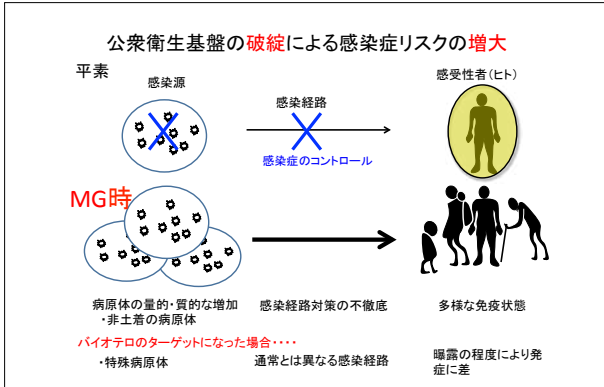 公衆衛生基盤の破綻による感染症リスクの増大
平素
感染源
感染経路
感受性者(ヒト)
感染症のコントロール
MG時
病原体の量的・質的な増加
・非土着の病原体
感染経路対策の不徹底
多様な免疫状態
バイオテロのターゲットになった場合・・・・
・特殊病原体
通常とは異なる感染経路
曝露の程度により発
症に差